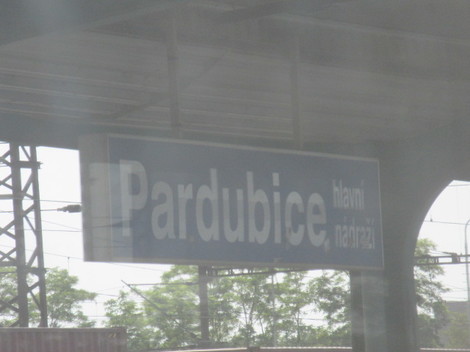 Pardubice
hlavní
nádraží